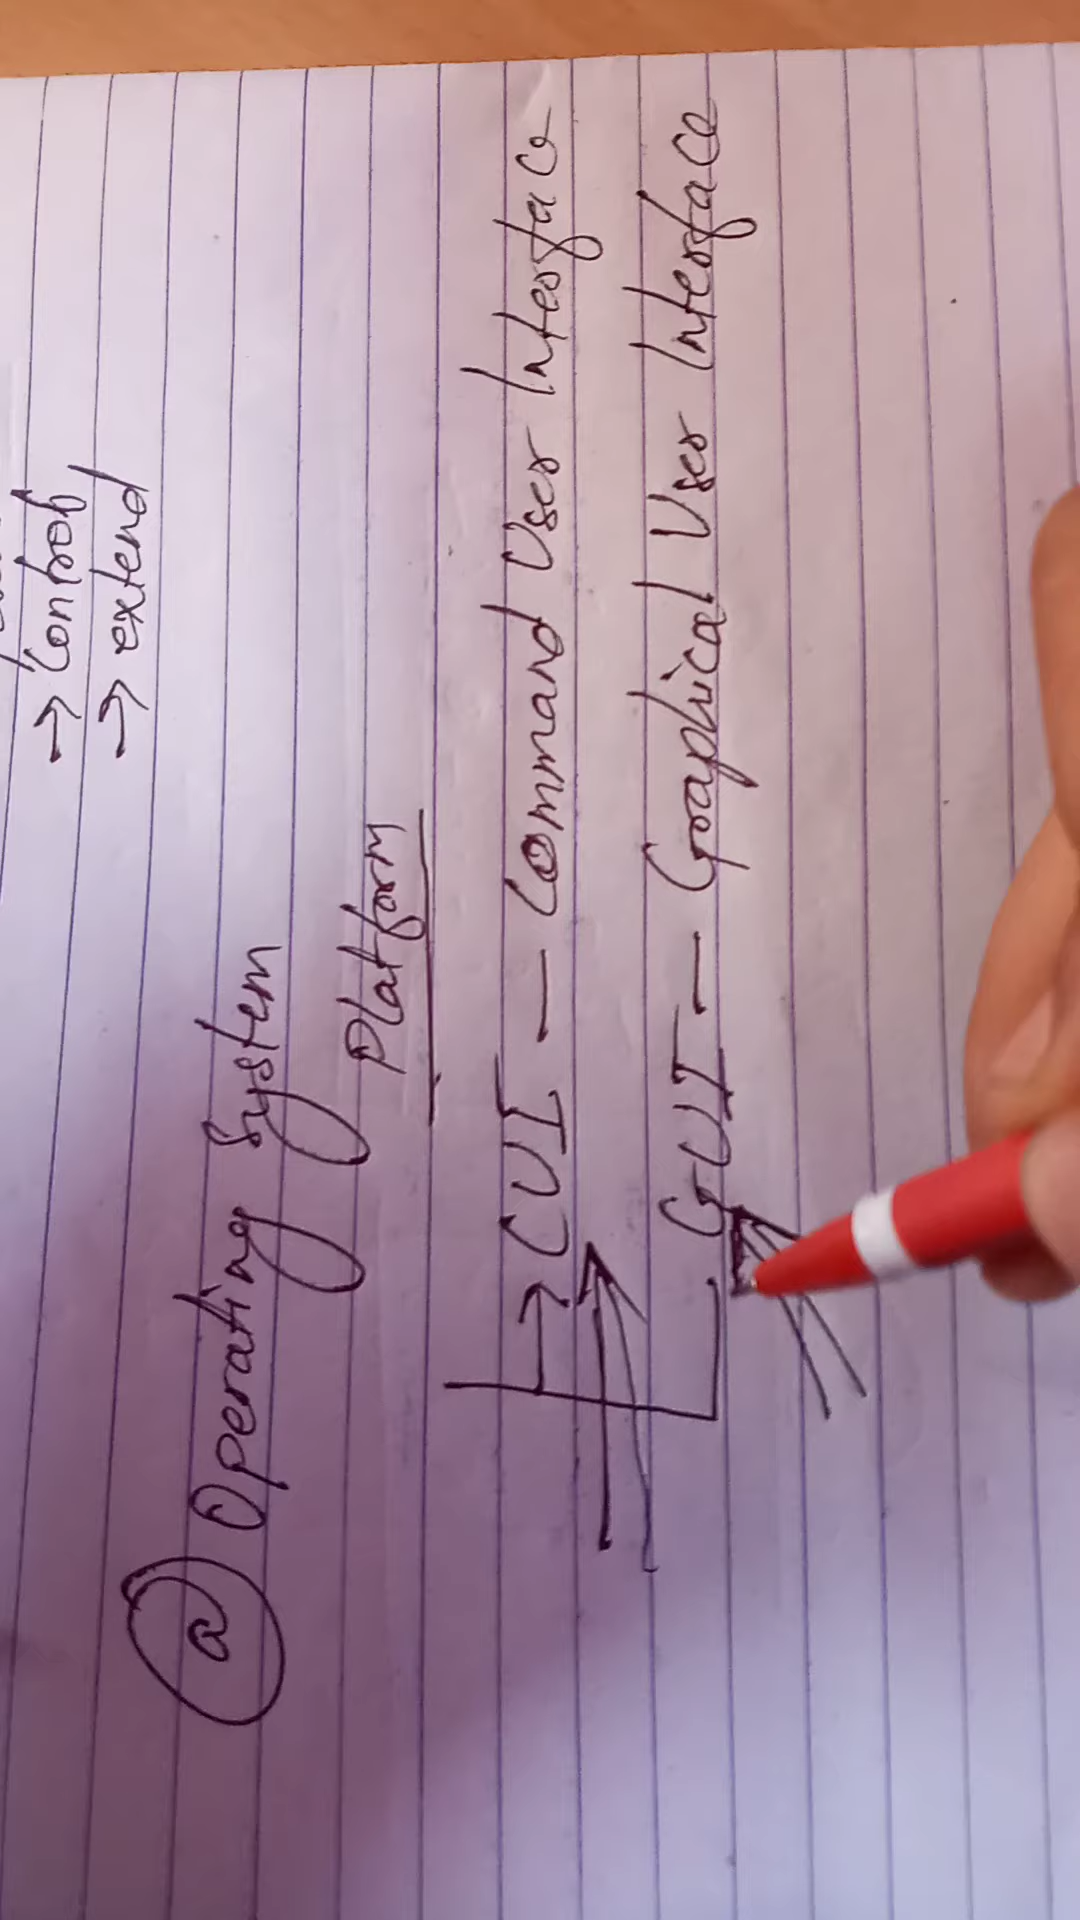 → Control
→ extend
a Operating System
Platform
→ CUI — Command User Interface
GUI — Graphical User Interface